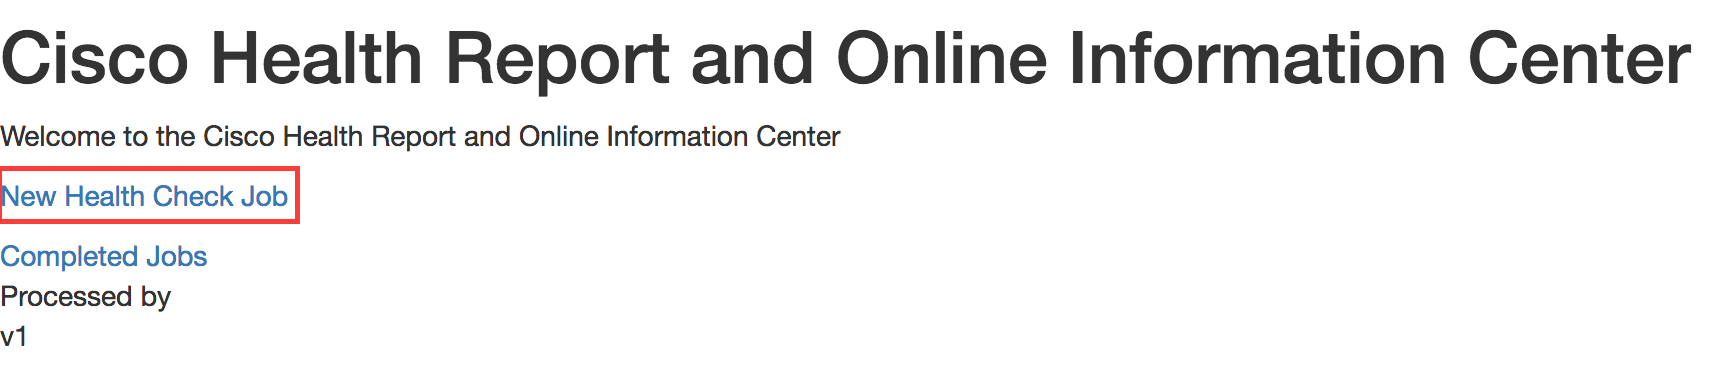 Cisco Health Report and Online Information Center
Welcome to the Cisco Health Report and Online Information Center
New Health Check Job
Completed Jobs
Processed by
v1